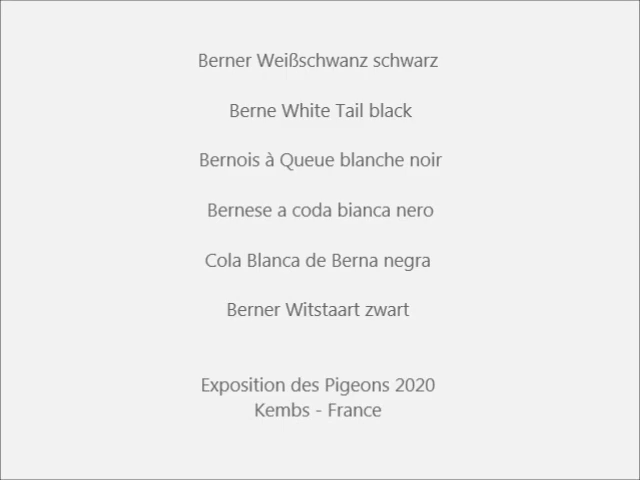 Berner Weißschwanz schwarz
Berne White Tail black
Bernois à Queue blanche noir
Bernese a coda bianca nero
Cola Blanca de Berna negra
Berner Witstaart zwart
Exposition des Pigeons 2020
Kembs - France